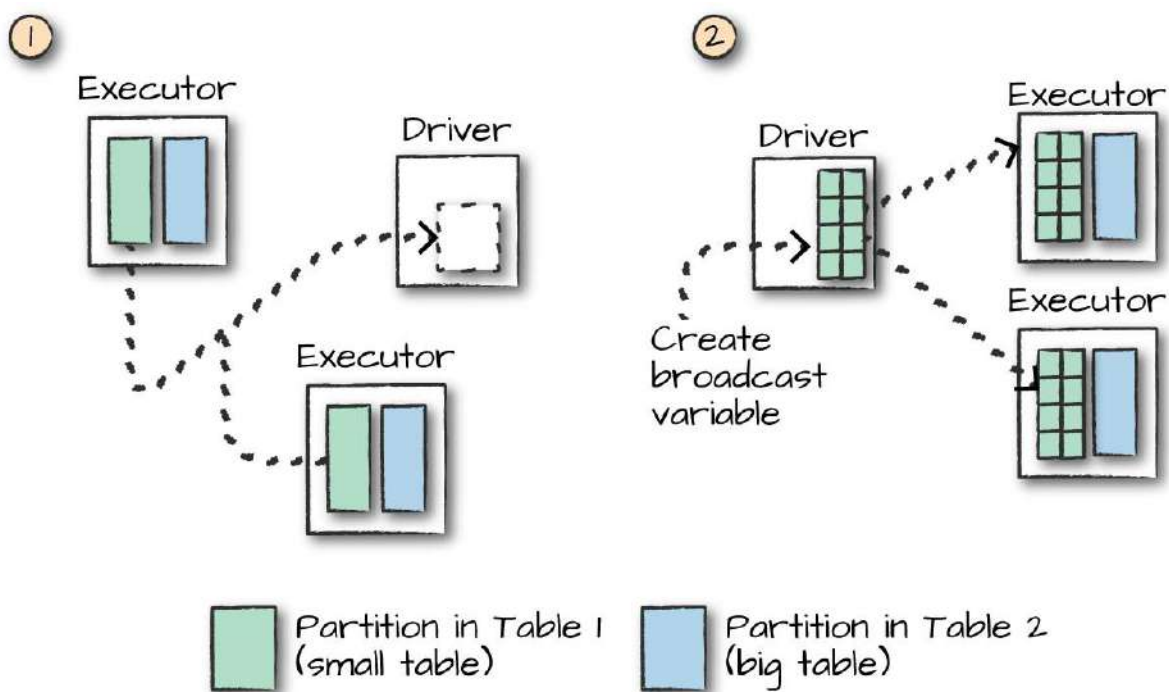 1
Executor
Driver
Executor
2
Driver
Executor
Executor
Create
broadcast
variable
Partition in Table 1
(small table)
Partition in Table 2
(big table)